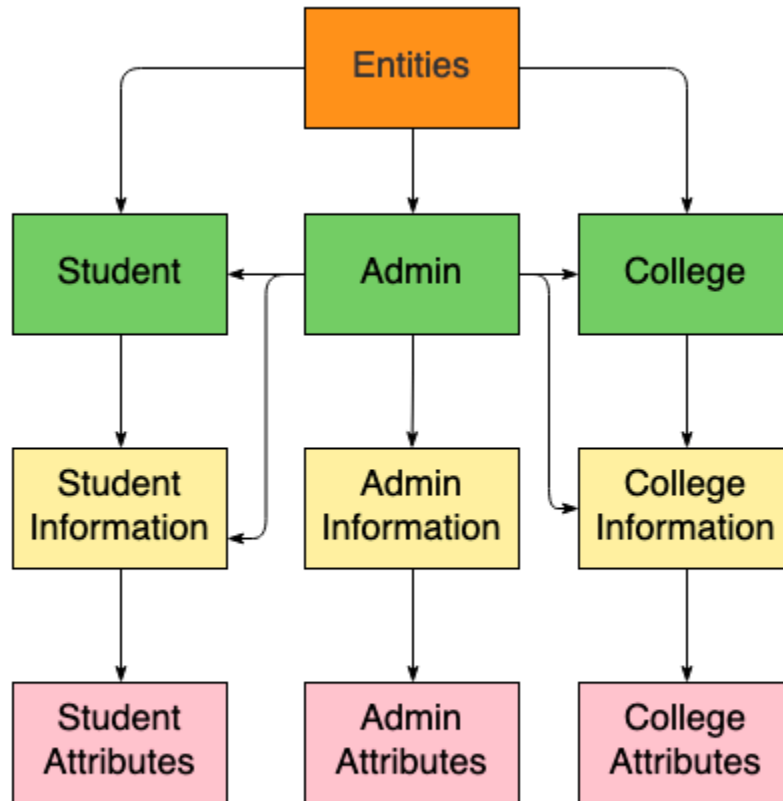 Entities
Student
Admin
College
Student
Information
Admin
Information
College
Information
Student
Attributes
Admin
Attributes
College
Attributes